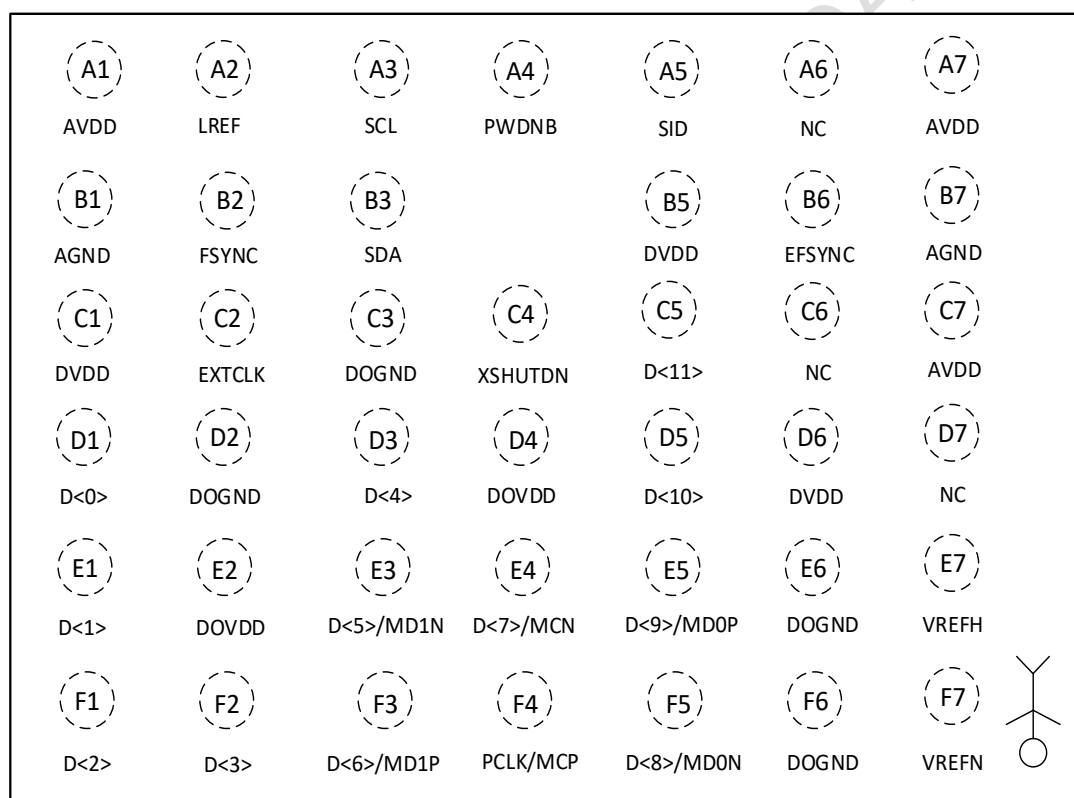 A1 A2 A3 A4 A5 A6 A7
AVDD LREF SCL PWDNB SID NC AVDD
B1 B2 B3 B5 B6 B7
AGND FSYNC SDA DVDD EFSYNC AGND
C1 C2 C3 C4 C5 C6 C7
DVDD EXTCLK DOGND XSHUTDN D<11> NC AVDD
D1 D2 D3 D4 D5 D6 D7
D<0> DOGND D<4> DOVDD D<10> DVDD NC
E1 E2 E3 E4 E5 E6 E7
D<1> DOVDD D<5>/MD1N D<7>/MCN D<9>/MD0P DOGND VREFH
F1 F2 F3 F4 F5 F6 F7
D<2> D<3> D<6>/MD1P PCLK/MCP D<8>/MD0N DOGND VREFN